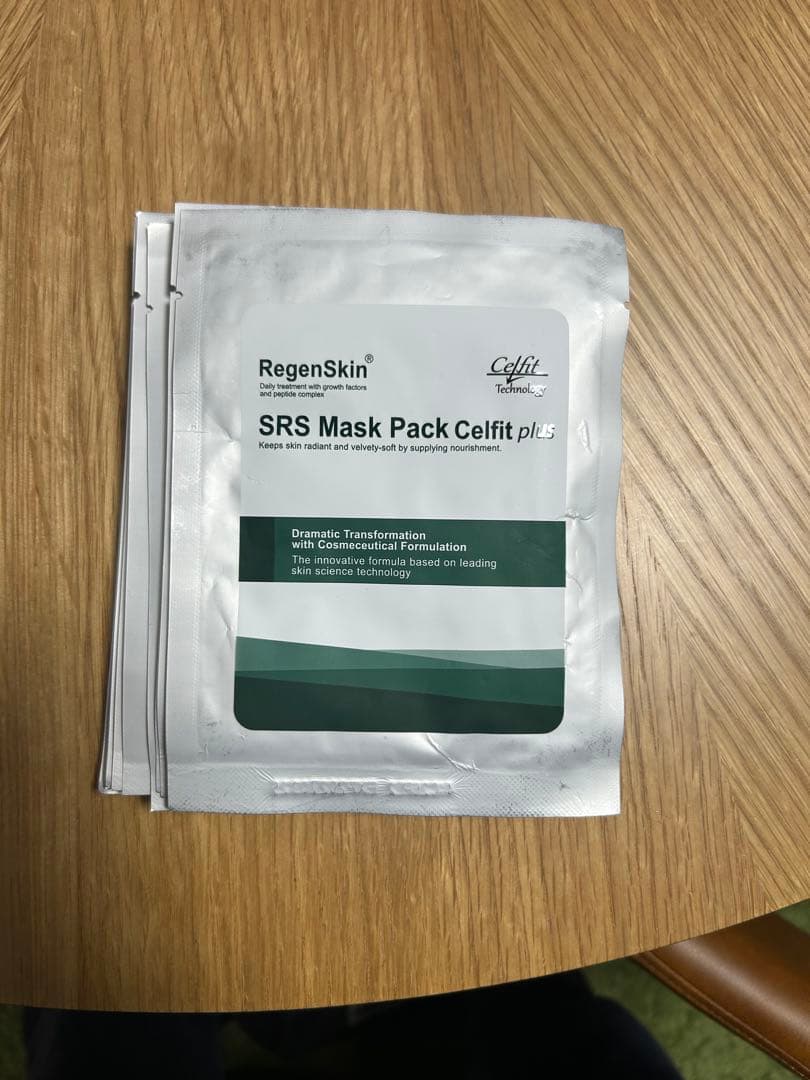 RegenSkin®
Daily treatment with growth factors
and peptide complex
Celfit
Technology
SRS Mask Pack Celfit plus
Keeps skin radiant and velvety-soft by supplying nourishment.
Dramatic Transformation
with Cosmeceutical Formulation
The innovative formula based on leading
skin science technology